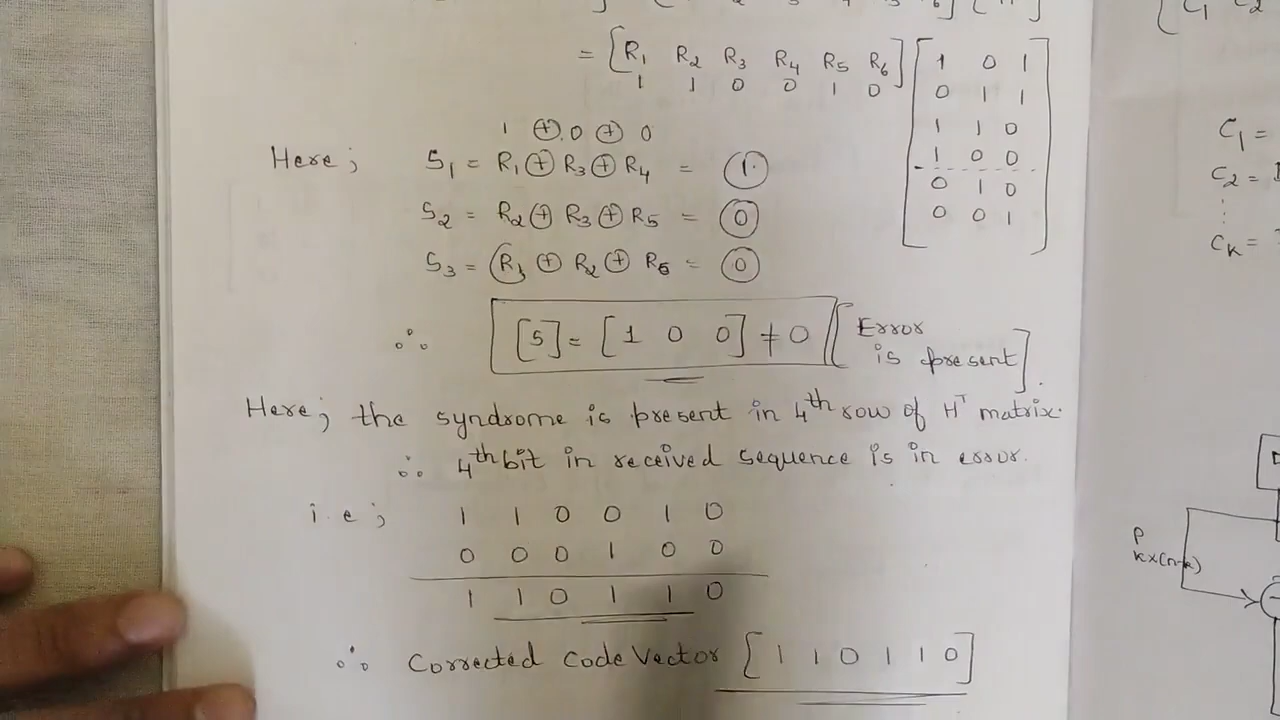 = [R₁ R₂ R₃ R₄ R₅ R₆] [1 0 1
1 1 0 0 1 0 0 1 1
1 1 0
1 0 0
0 1 0
0 0 1]
1 ⊕ 0 ⊕ 0
Here; S₁ = R₁ ⊕ R₃ ⊕ R₄ = 1
S₂ = R₂ ⊕ R₃ ⊕ R₅ = 0
S₃ = R₁ ⊕ R₂ ⊕ R₆ = 0
∴ [S] = [1 0 0] ≠ 0 [Error
is present].
Here; the syndrome is present in 4th row of Hᵀ matrix.
∴ 4th bit in received sequence is in error.
i.e; 1 1 0 0 1 0
0 0 0 1 0 0
1 1 0 1 1 0
∴ Corrected Code Vector [1 1 0 1 1 0]
C₁ C₂
C₁ =
C₂ =
Cₖ =
P
k×(n-k)